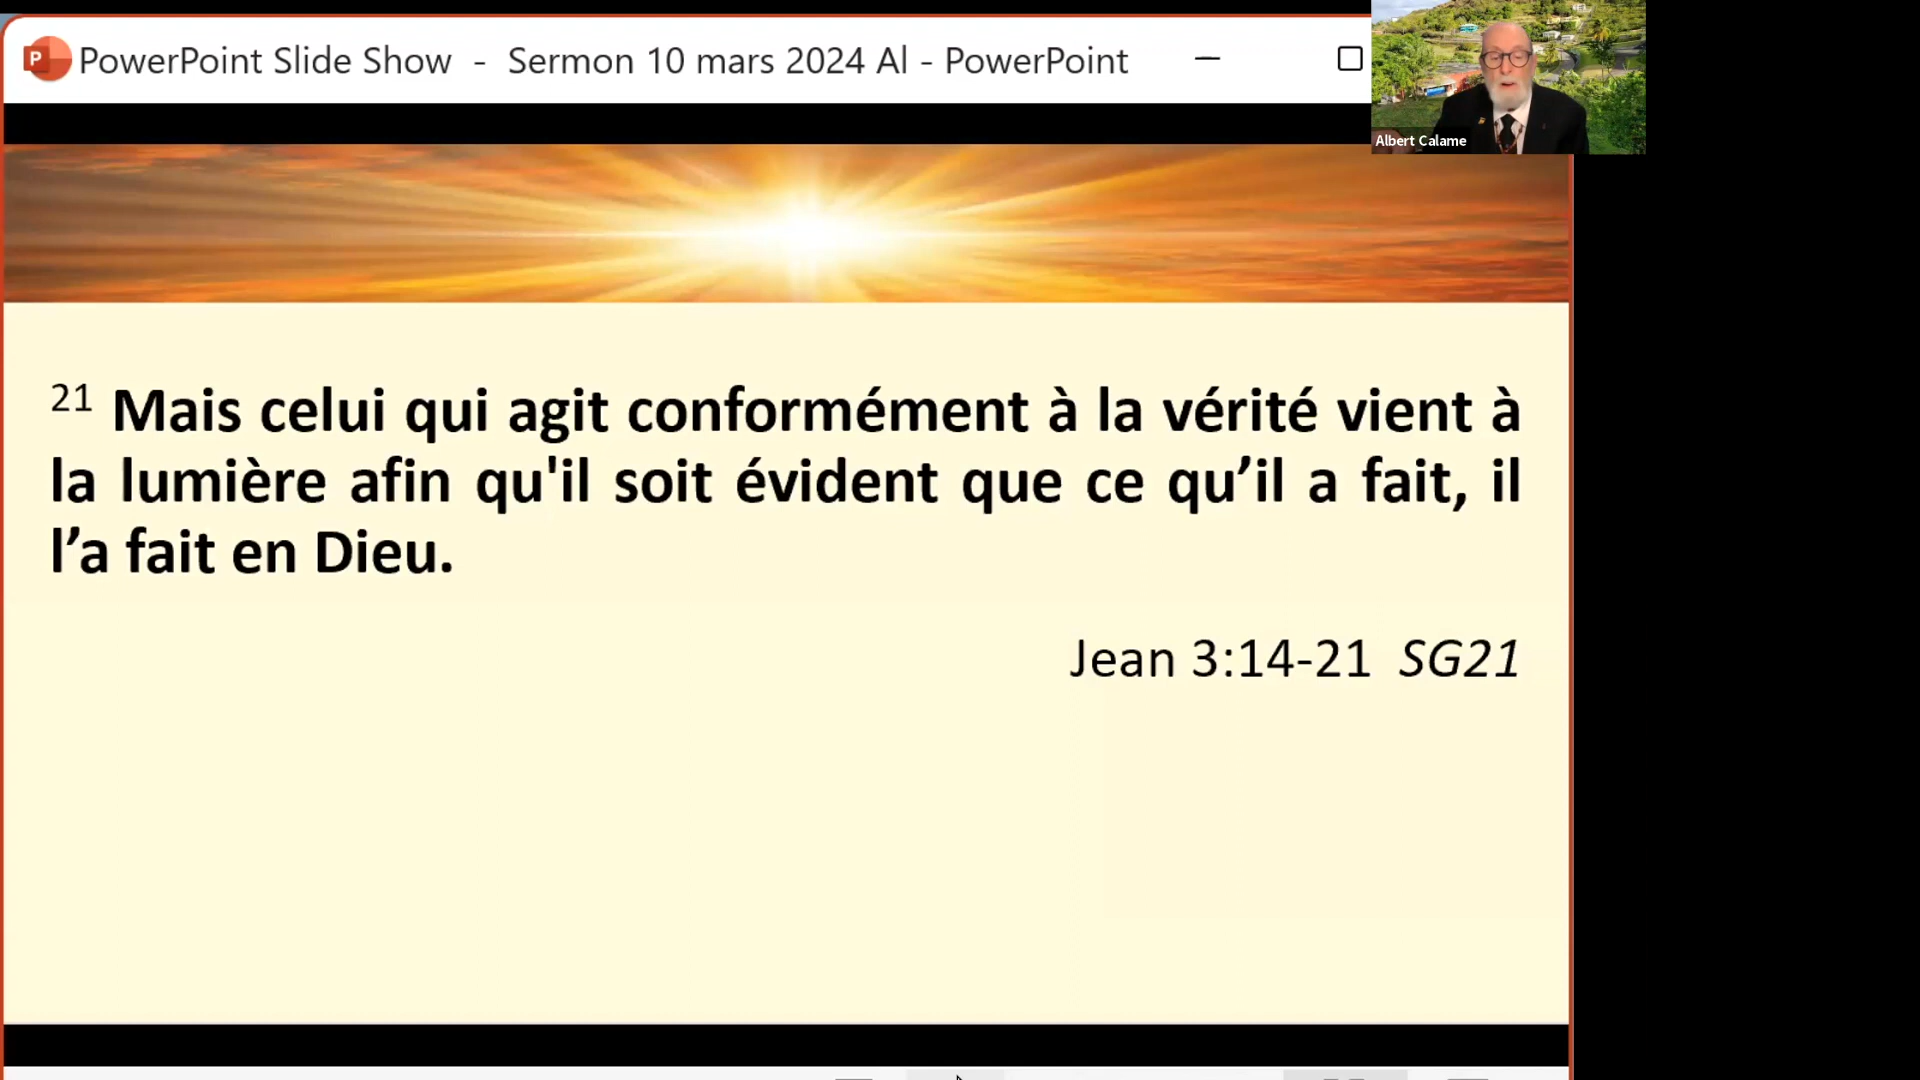 PowerPoint Slide Show - Sermon 10 mars 2024 Al - PowerPoint
Albert Calame
21 Mais celui qui agit conformément à la vérité vient à
la lumière afin qu'il soit évident que ce qu’il a fait, il
l’a fait en Dieu.
Jean 3:14-21 SG21